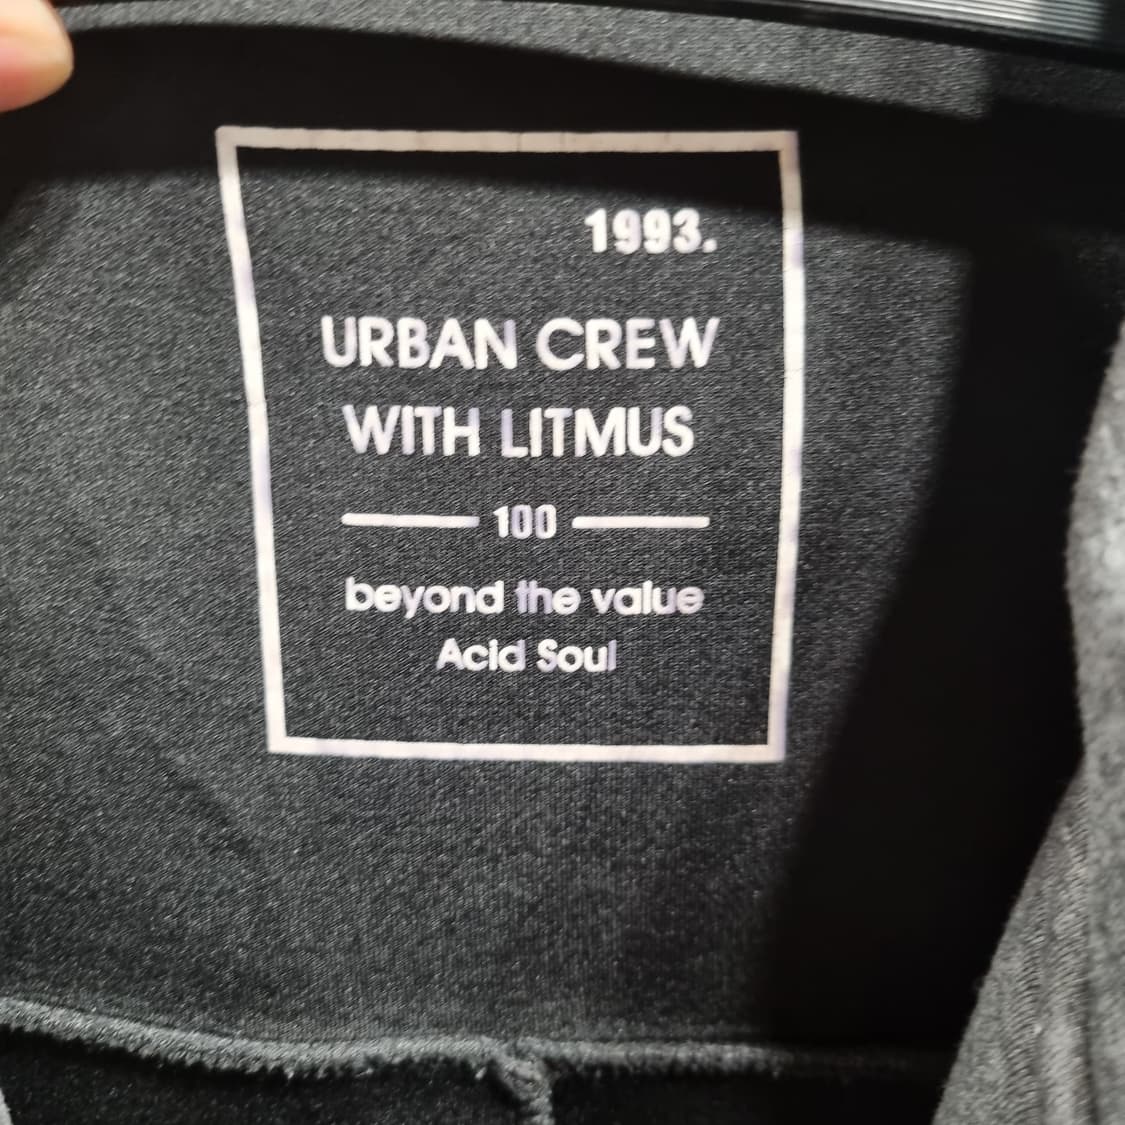 1993.
URBAN CREW
WITH LITMUS
100
beyond the value
Acid Soul